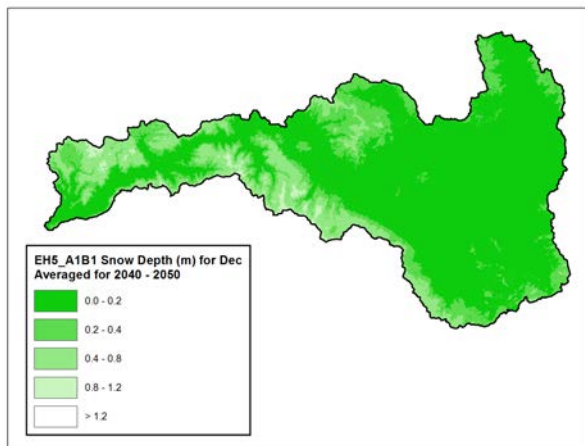 EH5_A1B1 Snow Depth (m) for Dec
Averaged for 2040 - 2050
0.0 - 0.2
0.2 - 0.4
0.4 - 0.8
0.8 - 1.2
> 1.2